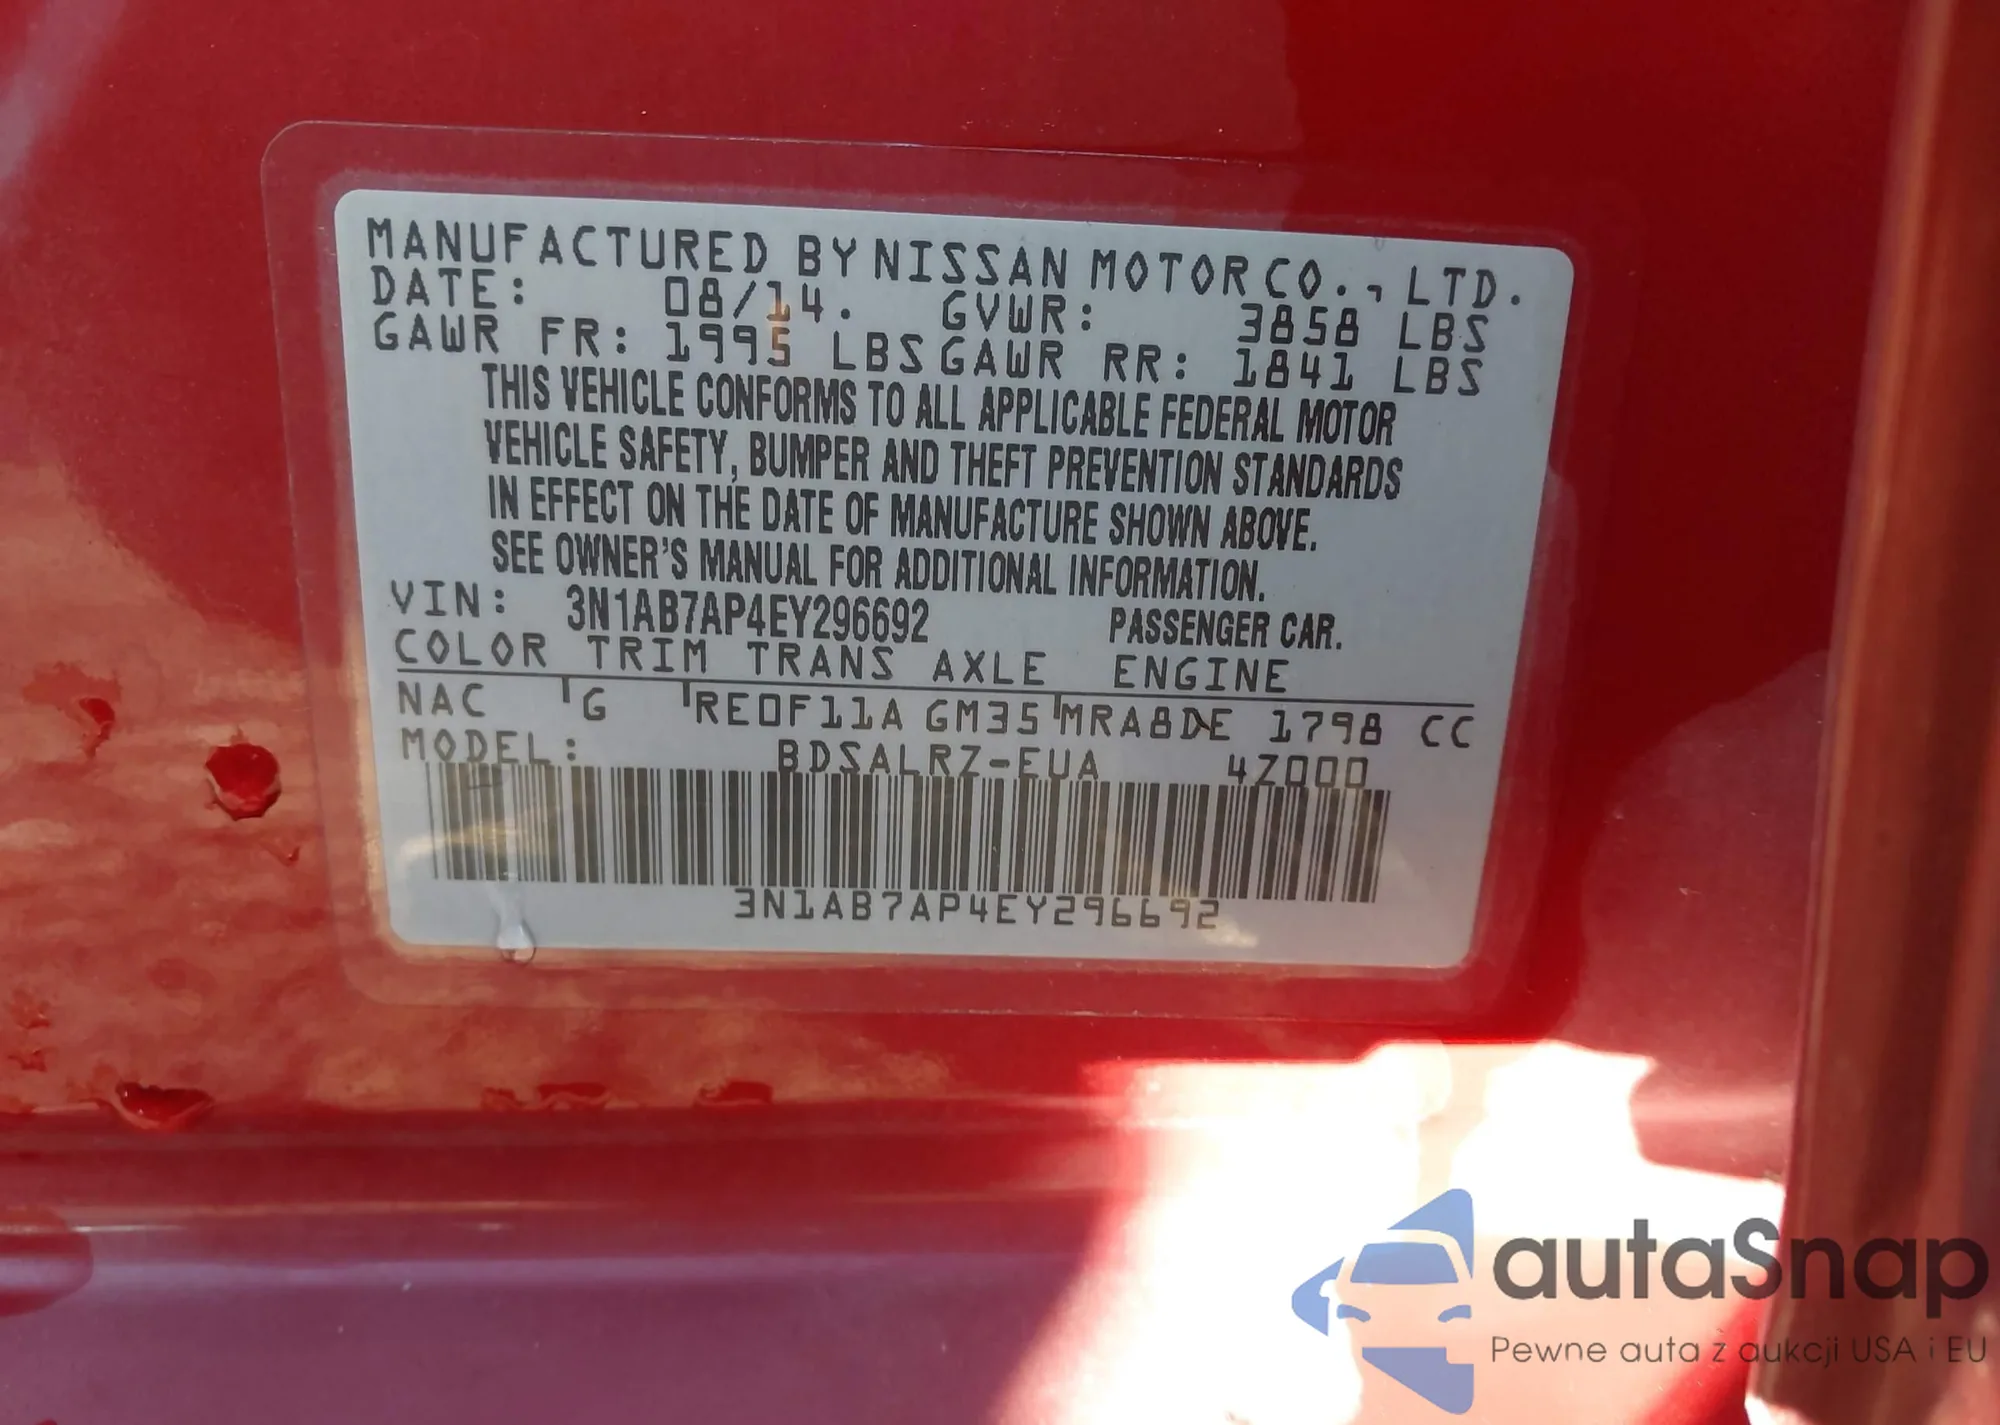 MANUFACTURED BY NISSAN MOTOR CO., LTD.
DATE: 08/14. GVWR: 3858 LBS
GAWR FR: 1995 LBS GAWR RR: 1841 LBS
THIS VEHICLE CONFORMS TO ALL APPLICABLE FEDERAL MOTOR
VEHICLE SAFETY, BUMPER AND THEFT PREVENTION STANDARDS
IN EFFECT ON THE DATE OF MANUFACTURE SHOWN ABOVE.
SEE OWNER'S MANUAL FOR ADDITIONAL INFORMATION.
VIN: 3N1AB7AP4EY296692 PASSENGER CAR.
COLOR TRIM TRANS AXLE ENGINE
NAC G RE0F11A GM35 MRA8DE 1798 CC
MODEL: BDSALRZ-EUA 4Z000
3N1AB7AP4EY296692
autaSnap
Pewne auta z aukcji USA i EU